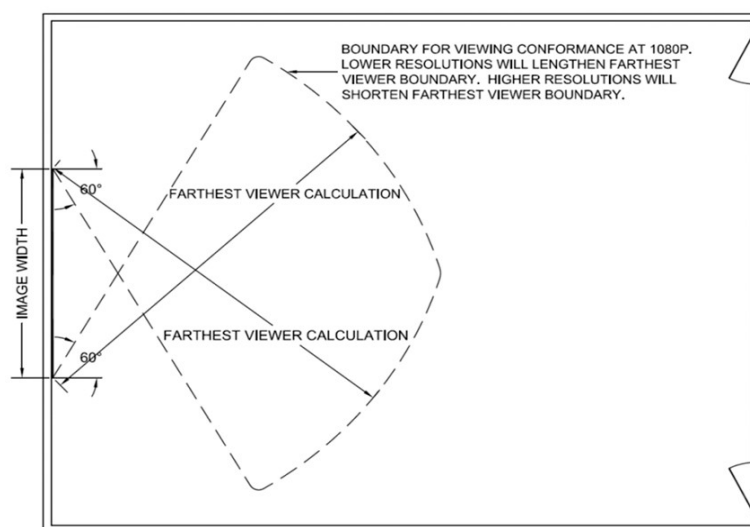 BOUNDARY FOR VIEWING CONFORMANCE AT 1080P.
LOWER RESOLUTIONS WILL LENGTHEN FARTHEST
VIEWER BOUNDARY. HIGHER RESOLUTIONS WILL
SHORTEN FARTHEST VIEWER BOUNDARY.
60°
FARTHEST VIEWER CALCULATION
IMAGE WIDTH
FARTHEST VIEWER CALCULATION
60°